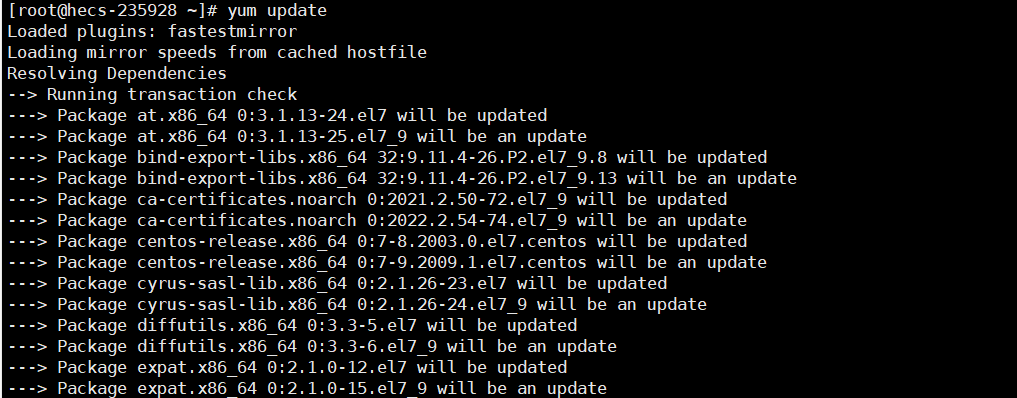 [root@hecs-235928 ~]# yum update
Loaded plugins: fastestmirror
Loading mirror speeds from cached hostfile
Resolving Dependencies
--> Running transaction check
---> Package at.x86_64 0:3.1.13-24.el7 will be updated
---> Package at.x86_64 0:3.1.13-25.el7_9 will be an update
---> Package bind-export-libs.x86_64 32:9.11.4-26.P2.el7_9.8 will be updated
---> Package bind-export-libs.x86_64 32:9.11.4-26.P2.el7_9.13 will be an update
---> Package ca-certificates.noarch 0:2021.2.50-72.el7_9 will be updated
---> Package ca-certificates.noarch 0:2022.2.54-74.el7_9 will be an update
---> Package centos-release.x86_64 0:7-8.2003.0.el7.centos will be updated
---> Package centos-release.x86_64 0:7-9.2009.1.el7.centos will be an update
---> Package cyrus-sasl-lib.x86_64 0:2.1.26-23.el7 will be updated
---> Package cyrus-sasl-lib.x86_64 0:2.1.26-24.el7_9 will be an update
---> Package diffutils.x86_64 0:3.3-5.el7 will be updated
---> Package diffutils.x86_64 0:3.3-6.el7_9 will be an update
---> Package expat.x86_64 0:2.1.0-12.el7 will be updated
---> Package expat.x86_64 0:2.1.0-15.el7_9 will be an update